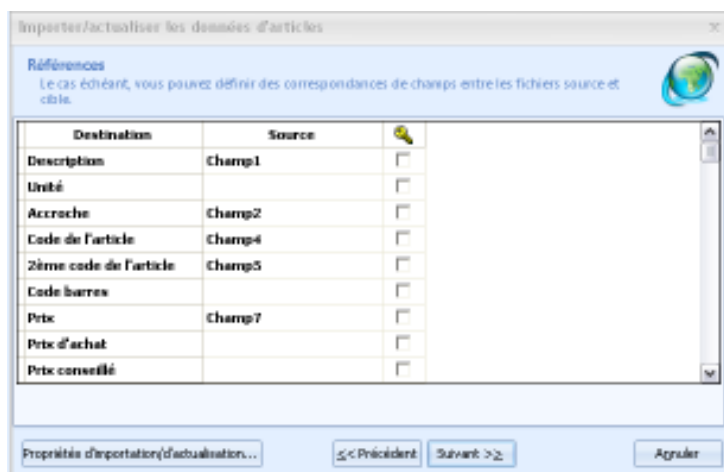 Importer/actualiser les données d'articles
Références
Le cas échéant, vous pouvez définir des correspondances de champs entre les fichiers source et
cible.
Destination Source
Description Champ1
Unité
Accroche Champ2
Code de l'article Champ4
2ème code de l'article Champ5
Code barres
Prix Champ7
Prix d'achat
Prix conseillé
Propriétés d'importation/d'actualisation... << Précédent Suivant >> Annuler